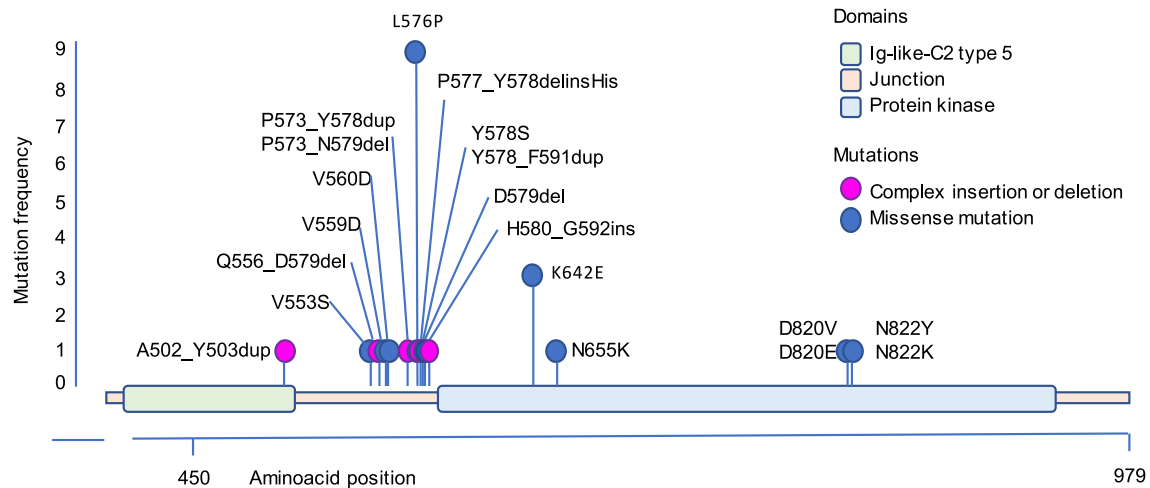 L576P
Domains
Ig-like-C2 type 5
Junction
Protein kinase
Mutations
Complex insertion or deletion
Missense mutation
Mutation frequency
9
8
7
6
5
4
3
2
1
0
P577_Y578delinsHis
P573_Y578dup
P573_N579del
Y578S
Y578_F591dup
V560D
D579del
V559D
H580_G592ins
Q556_D579del
K642E
V553S
A502_Y503dup
N655K
D820V
D820E
N822Y
N822K
450
Aminoacid position
979